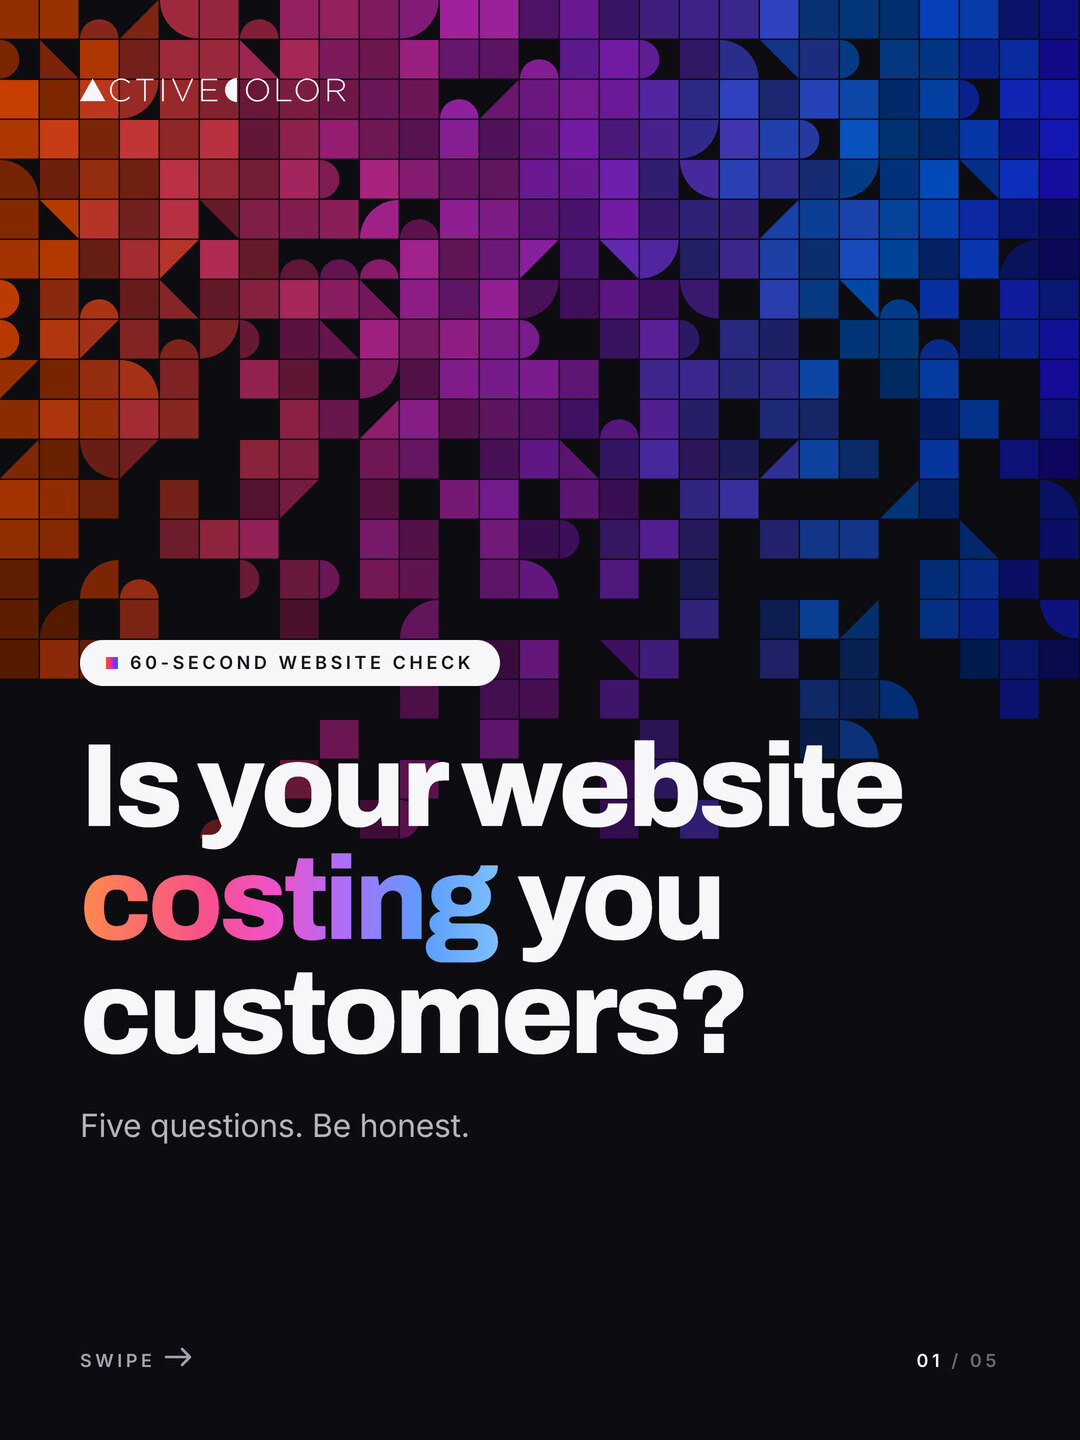 ACTIVECOLOR
60-SECOND WEBSITE CHECK
Is your website
costing you
customers?
Five questions. Be honest.
SWIPE →
01 / 05